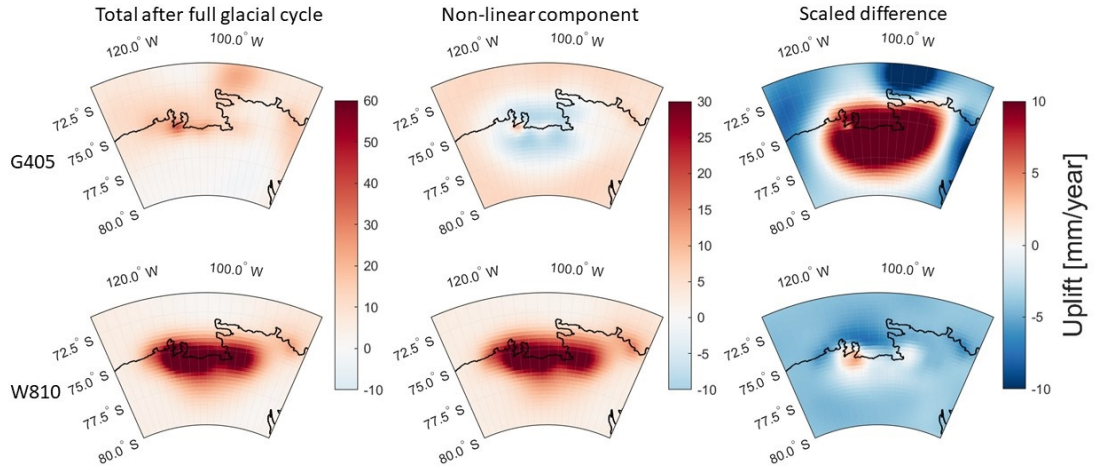 Total after full glacial cycle
Non-linear component
Scaled difference
120.0° W 100.0° W 120.0° W 100.0° W 120.0° W 100.0° W
G405
72.5° S
75.0° S
77.5° S
80.0° S
60
50
40
30
20
10
0
-10
72.5° S
75.0° S
77.5° S
80.0° S
30
25
20
15
10
5
0
-5
-10
72.5° S
75.0° S
77.5° S
80.0° S
10
5
0
-5
-10
Uplift [mm/year]
120.0° W 100.0° W 120.0° W 100.0° W 120.0° W 100.0° W
W810
72.5° S
75.0° S
77.5° S
80.0° S
72.5° S
75.0° S
77.5° S
80.0° S
72.5° S
75.0° S
77.5° S
80.0° S